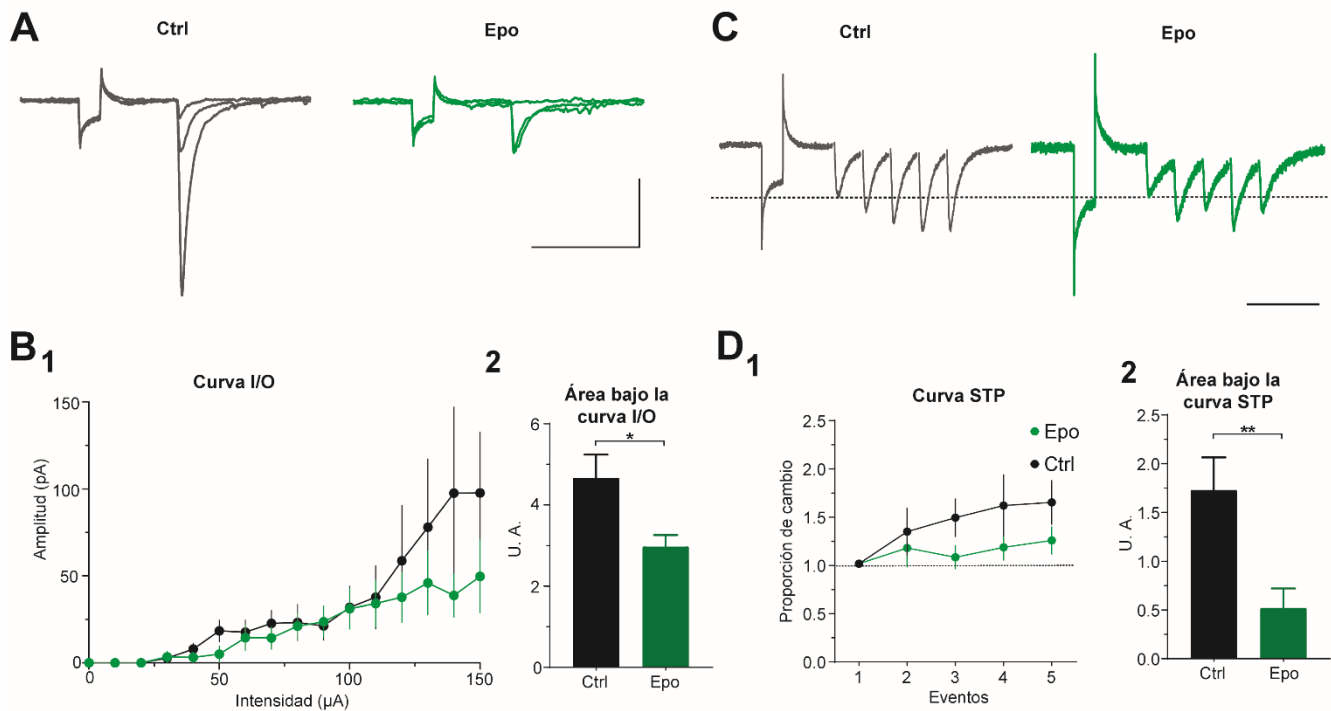 A
Ctrl
Epo
C
Ctrl
Epo
B1
Curva I/O
150
100
50
0
Amplitud (pA)
0
50
100
150
Intensidad (µA)
2
Área bajo la
curva I/O
*
6
4
2
0
U. A.
Ctrl
Epo
D1
Curva STP
Epo
Ctrl
2.5
2.0
1.5
1.0
0.5
0.0
Proporción de cambio
1
2
3
4
5
Eventos
2
Área bajo la
curva STP
**
2.5
2.0
1.5
1.0
0.5
0.0
U. A.
Ctrl
Epo